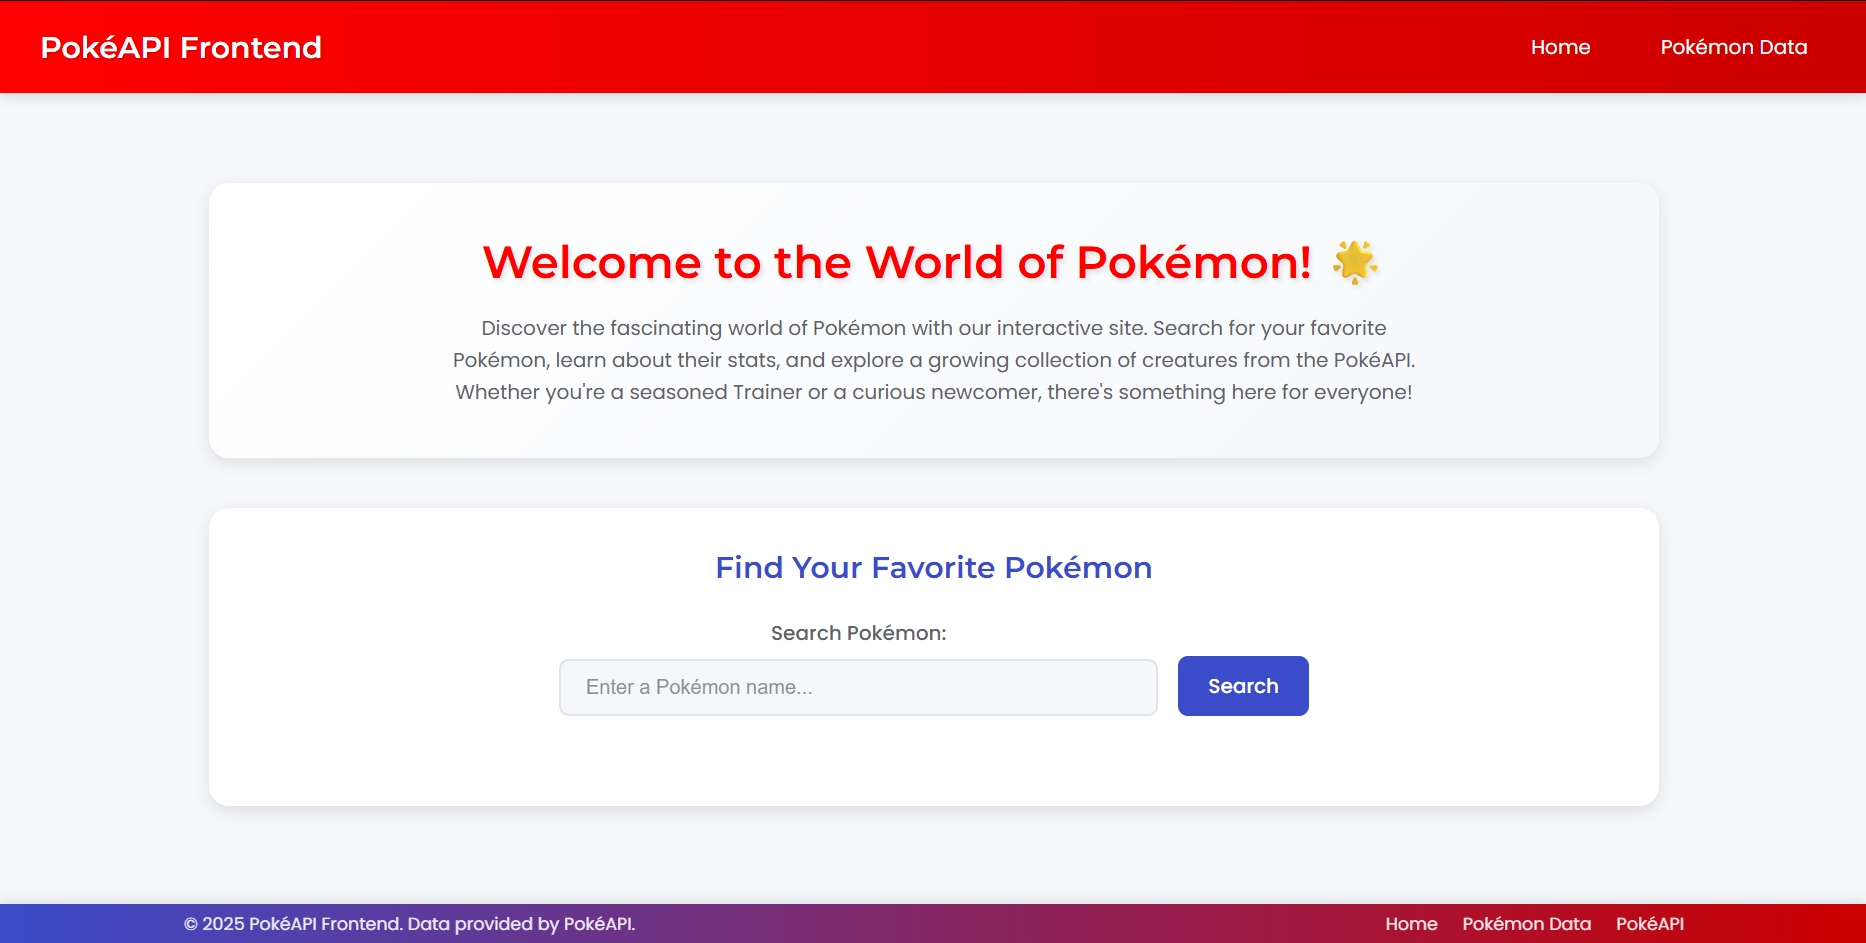 PokéAPI Frontend
Home
Pokémon Data
Welcome to the World of Pokémon! 🌟
Discover the fascinating world of Pokémon with our interactive site. Search for your favorite
Pokémon, learn about their stats, and explore a growing collection of creatures from the PokéAPI.
Whether you're a seasoned Trainer or a curious newcomer, there's something here for everyone!
Find Your Favorite Pokémon
Search Pokémon:
Enter a Pokémon name...
Search
© 2025 PokéAPI Frontend. Data provided by PokéAPI.
Home
Pokémon Data
PokéAPI